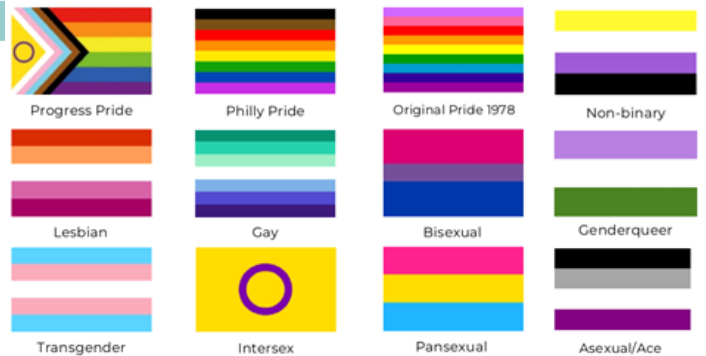 Progress Pride
Philly Pride
Original Pride 1978
Non-binary
Lesbian
Gay
Bisexual
Genderqueer
Transgender
Intersex
Pansexual
Asexual/Ace